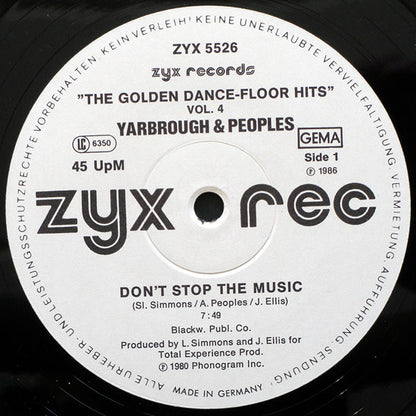 ALLE URHEBER- UND LEISTUNGSSCHUTZRECHTE VORBEHALTEN · KEIN VERLEIH! KEINE UNERLAUBTE VERVIELFÄLTIGUNG · VERMIETUNG · AUFFÜHRUNG · SENDUNG ·
ZYX 5526
zyx records
"THE GOLDEN DANCE-FLOOR HITS"
VOL. 4
YARBROUGH & PEOPLES
LC 6350
GEMA
45 UpM
Side 1
Ⓟ 1986
zyx rec
DON'T STOP THE MUSIC
(Sl. Simmons / A. Peoples / J. Ellis)
7:49
Blackw. Publ. Co.
Produced by L. Simmons and J. Ellis for
Total Experience Prod.
Ⓟ 1980 Phonogram Inc.
MADE IN GERMANY